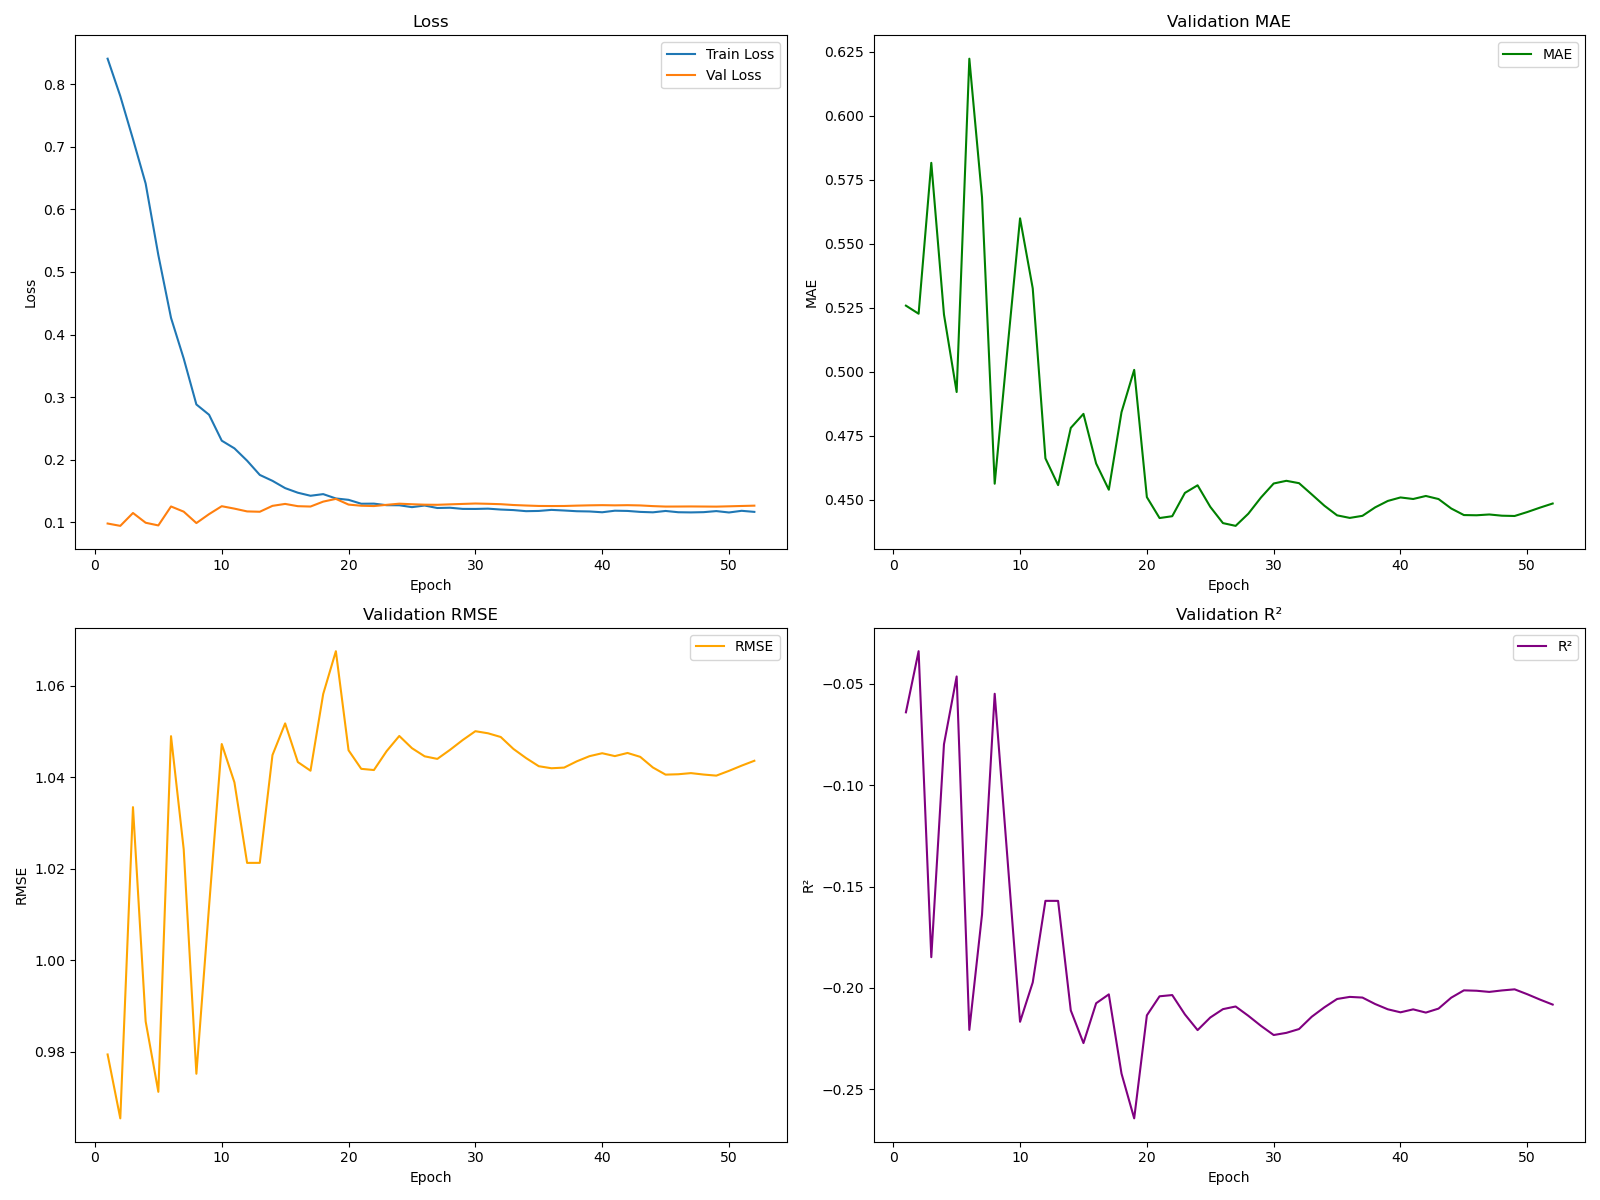 Loss
Train Loss
Val Loss
0.8
0.7
0.6
0.5
0.4
0.3
0.2
0.1
Loss
0 10 20 30 40 50
Epoch
Validation MAE
MAE
0.625
0.600
0.575
0.550
0.525
0.500
0.475
0.450
MAE
0 10 20 30 40 50
Epoch
Validation RMSE
RMSE
1.06
1.04
1.02
1.00
0.98
RMSE
0 10 20 30 40 50
Epoch
Validation R²
R²
−0.05
−0.10
−0.15
−0.20
−0.25
R²
0 10 20 30 40 50
Epoch